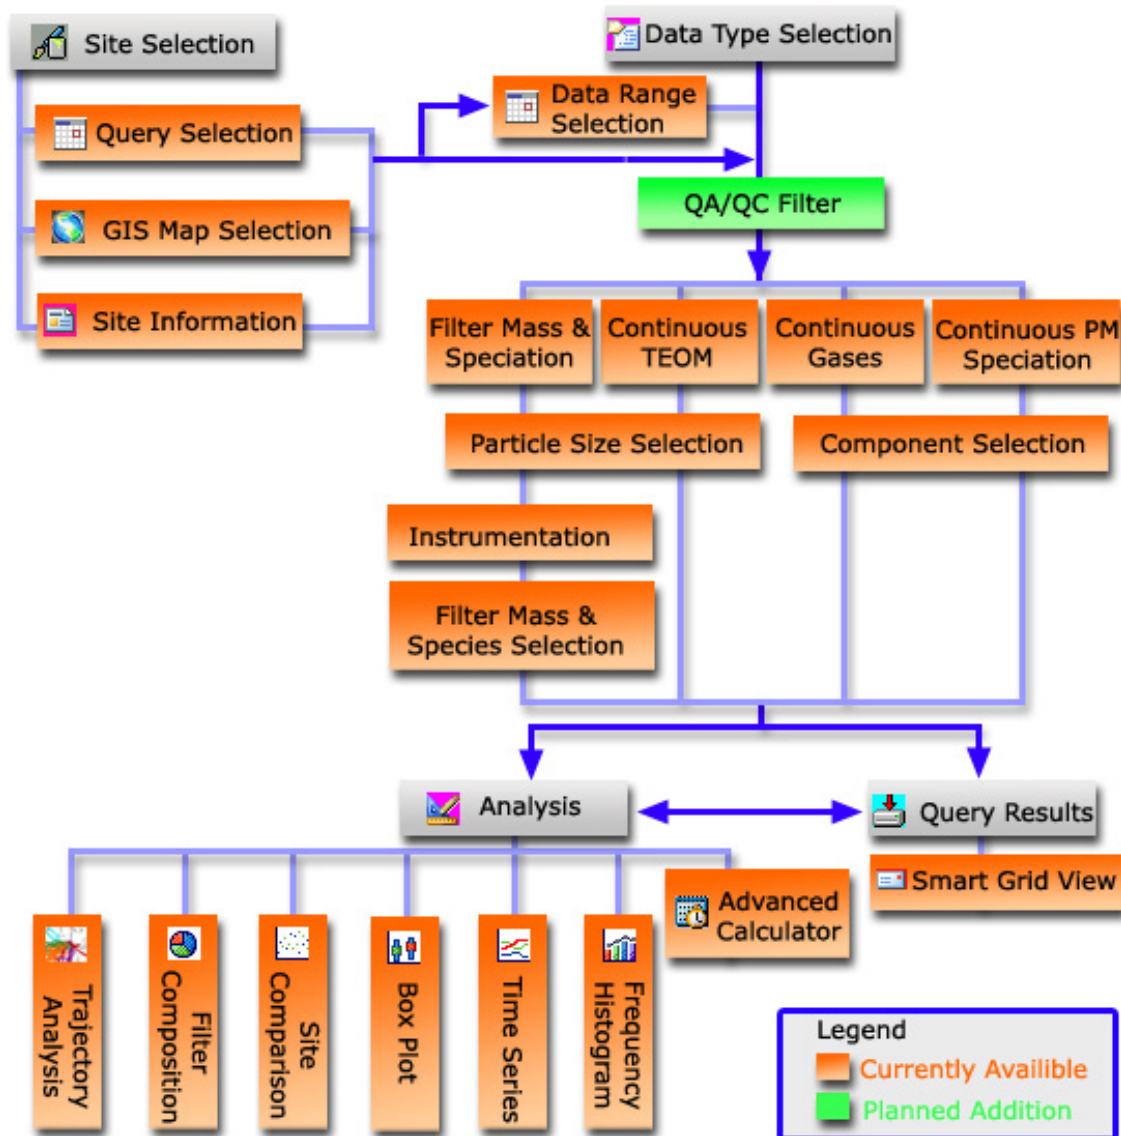 Site Selection
Data Type Selection
Query Selection
Data Range
Selection
GIS Map Selection
QA/QC Filter
Site Information
Filter Mass &
Speciation
Continuous
TEOM
Continuous
Gases
Continuous PM
Speciation
Particle Size Selection
Component Selection
Instrumentation
Filter Mass &
Species Selection
Analysis
Query Results
Smart Grid View
Advanced
Calculator
Trajectory
Analysis
Filter
Composition
Site
Comparison
Box Plot
Time Series
Frequency
Histogram
Legend
Currently Availible
Planned Addition